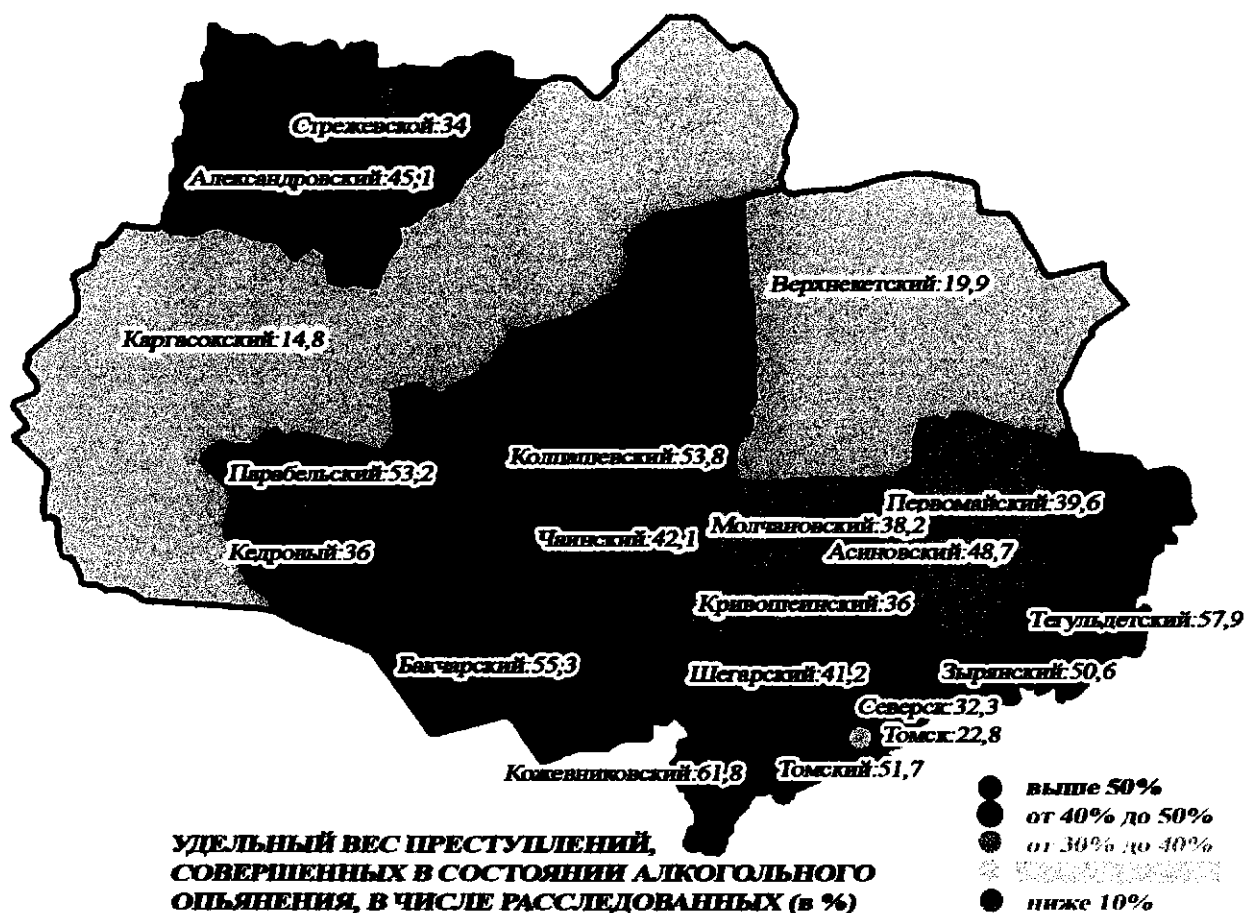 Стрежевской:34
Александровский:45,1
Верхнекетский:19,9
Каргасокский:14,8
Колпашевский:53,8
Парабельский:53,2
Первомайский:39,6
Молчановский:38,2
Чаинский:42,1
Асиновский:48,7
Кедровый:36
Кривошеинский:36
Тегульдетский:57,9
Бакчарский:55,3
Шегарский:41,2
Зырянский:50,6
Северск:32,3
Томск:22,8
Кожевниковский:61,8
Томский:51,7
выше 50%
от 40% до 50%
от 30% до 40%
ниже 10%
УДЕЛЬНЫЙ ВЕС ПРЕСТУПЛЕНИЙ,
СОВЕРШЕННЫХ В СОСТОЯНИИ АЛКОГОЛЬНОГО
ОПЬЯНЕНИЯ, В ЧИСЛЕ РАССЛЕДОВАННЫХ (в %)